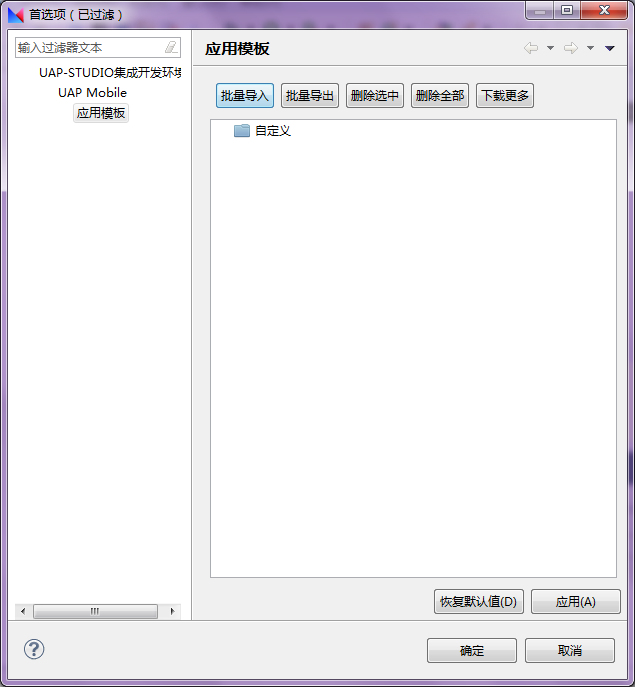 首选项（已过滤）
输入过滤器文本
UAP-STUDIO集成开发环境
UAP Mobile
应用模板
应用模板
批量导入 批量导出 删除选中 删除全部 下载更多
自定义
恢复默认值(D) 应用(A)
确定 取消